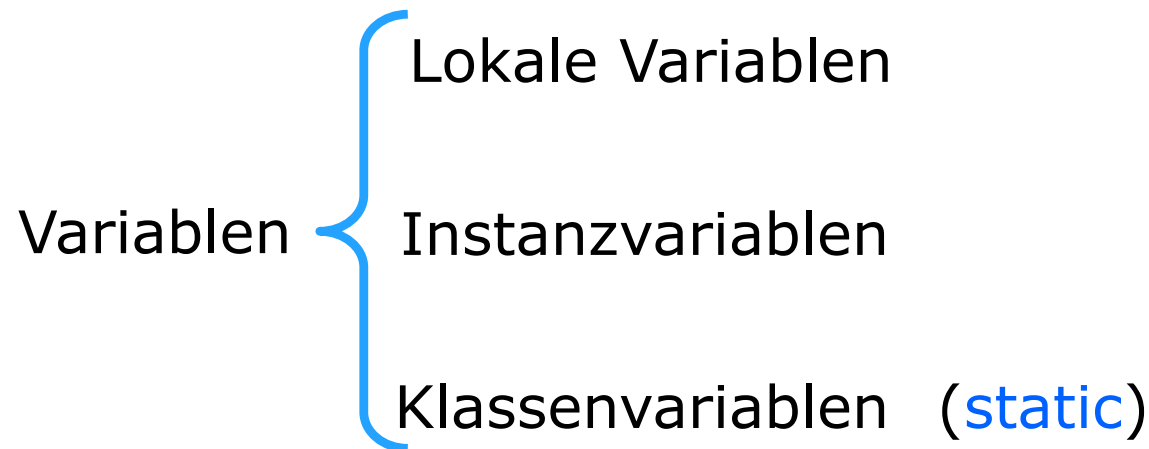 Lokale Variablen
Variablen
Instanzvariablen
Klassenvariablen (static)